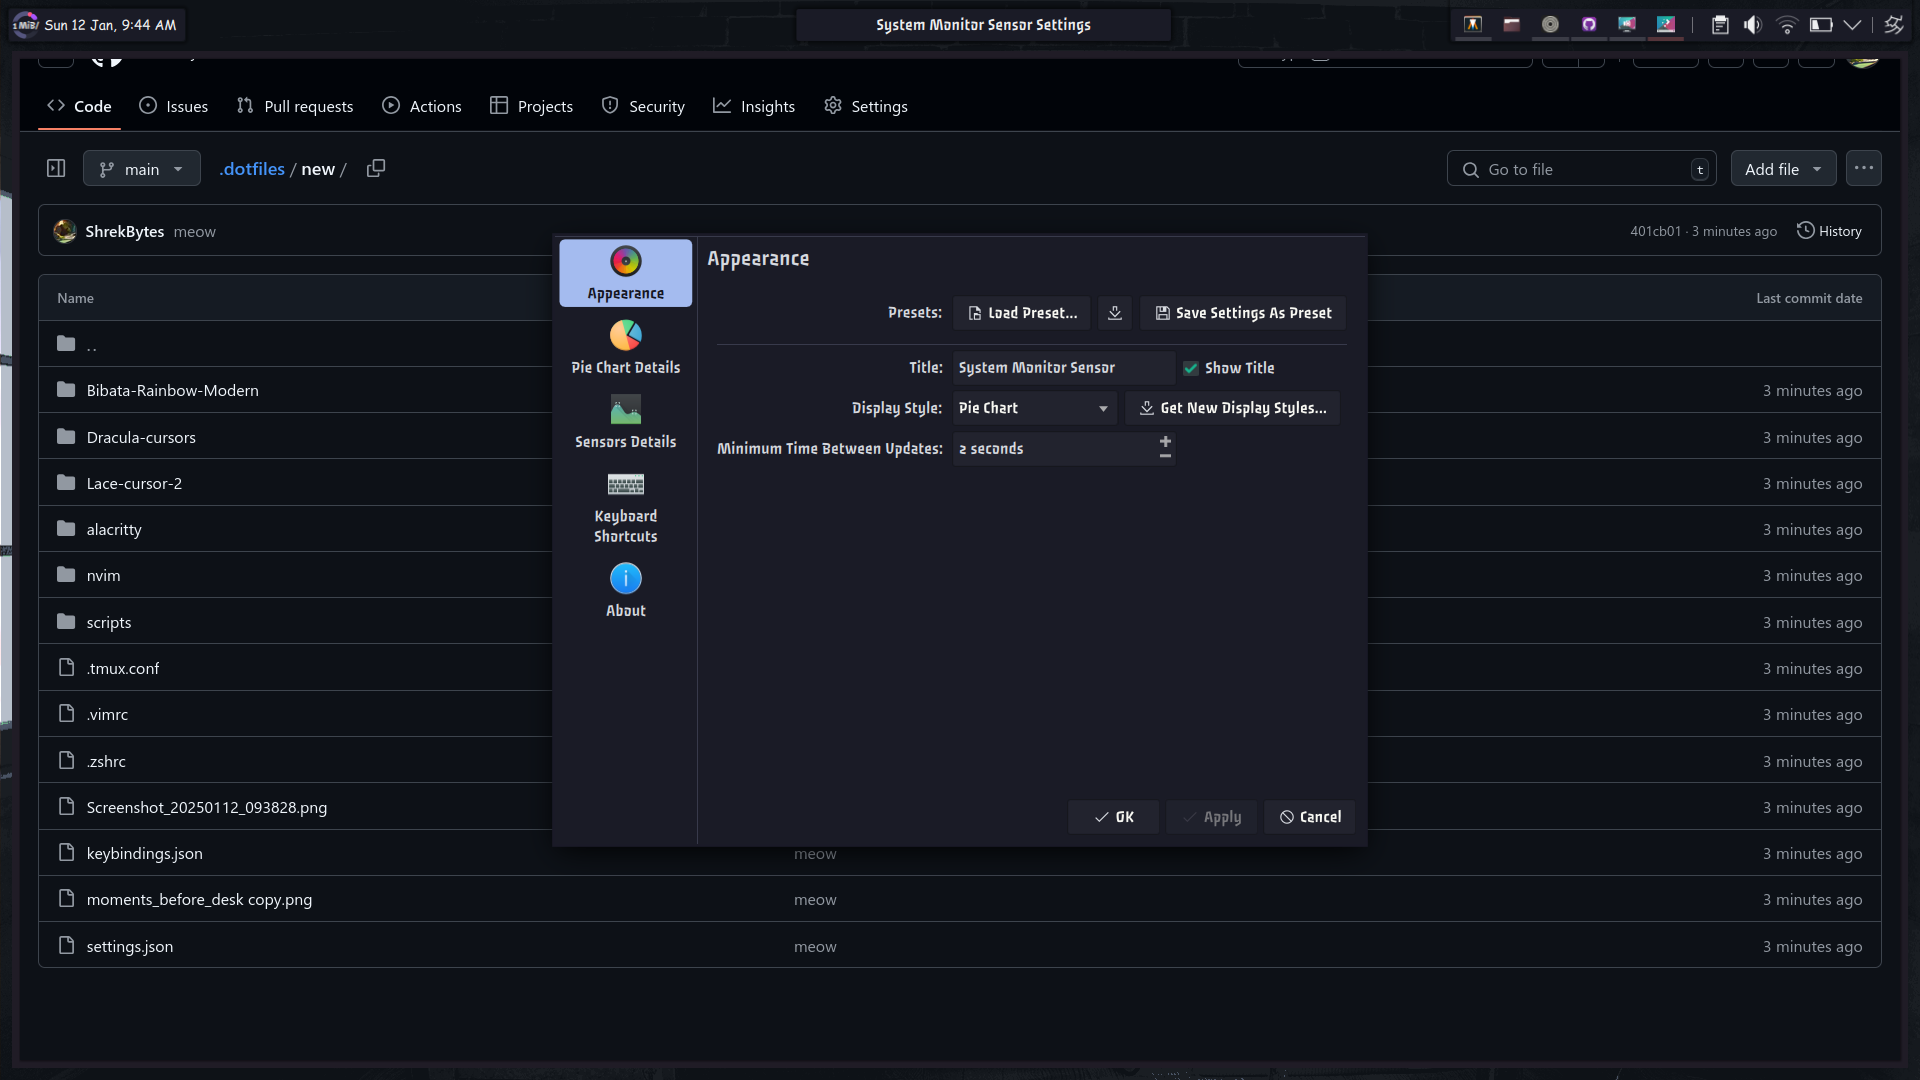 1 MiB/ Sun 12 Jan, 9:44 AM
System Monitor Sensor Settings
Code Issues Pull requests Actions Projects Security Insights Settings
main .dotfiles / new / Go to file t Add file
ShrekBytes meow 401cb01 · 3 minutes ago History
Name Last commit date
..
Bibata-Rainbow-Modern 3 minutes ago
Dracula-cursors 3 minutes ago
Lace-cursor-2 3 minutes ago
alacritty 3 minutes ago
nvim 3 minutes ago
scripts 3 minutes ago
.tmux.conf 3 minutes ago
.vimrc 3 minutes ago
.zshrc 3 minutes ago
Screenshot_20250112_093828.png 3 minutes ago
keybindings.json meow 3 minutes ago
moments_before_desk copy.png meow 3 minutes ago
settings.json meow 3 minutes ago
Appearance
Pie Chart Details
Sensors Details
Keyboard
Shortcuts
About
Appearance
Presets: Load Preset... Save Settings As Preset
Title: System Monitor Sensor Show Title
Display Style: Pie Chart Get New Display Styles...
Minimum Time Between Updates: 2 seconds
OK Apply Cancel